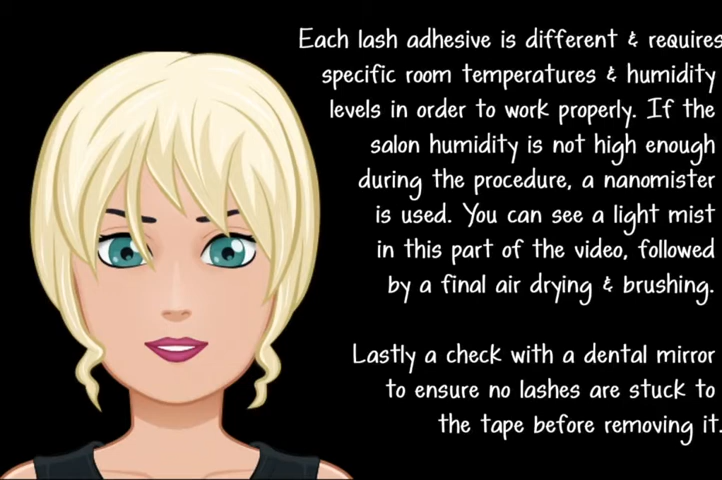 Each lash adhesive is different & requires
specific room temperatures & humidity
levels in order to work properly. If the
salon humidity is not high enough
during the procedure, a nanomister
is used. You can see a light mist
in this part of the video, followed
by a final air drying & brushing.
Lastly a check with a dental mirror
to ensure no lashes are stuck to
the tape before removing it.